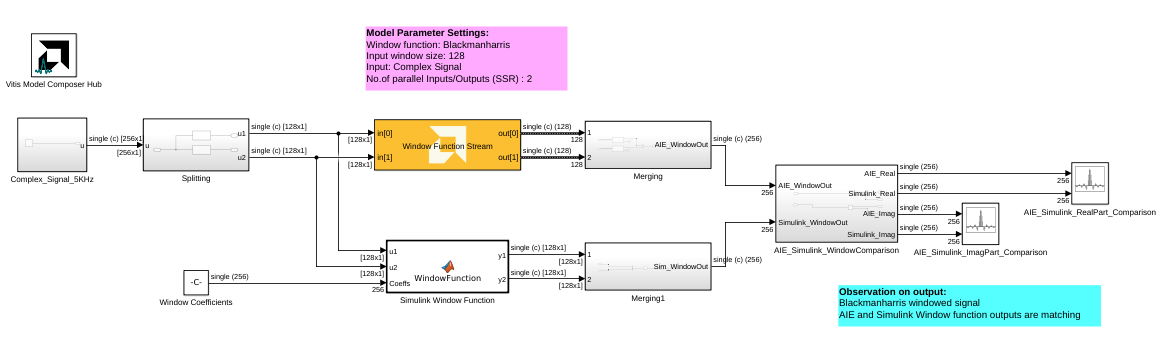 Model Parameter Settings:
Window function: Blackmanharris
Input window size: 128
Input: Complex Signal
No.of parallel Inputs/Outputs (SSR) : 2
Vitis Model Composer Hub
single (c) [256x1]
[256x1]
u
Complex_Signal_5KHz
u
u1
u2
Splitting
single (c) [128x1]
[128x1]
single (c) [128x1]
[128x1]
in[0]
in[1]
Window Function Stream
out[0]
out[1]
single (c) (128)
128
single (c) (128)
128
1
2
AIE_WindowOut
Merging
single (c) (256)
256
AIE_WindowOut
Simulink_WindowOut
256
AIE_Real
Simulink_Real
AIE_Imag
Simulink_Imag
AIE_Simulink_WindowComparison
single (256)
256
single (256)
256
single (256)
256
single (256)
256
AIE_Simulink_RealPart_Comparison
AIE_Simulink_ImagPart_Comparison
-C-
Window Coefficients
single (256)
256
[128x1]
[128x1]
u1
u2
Coeffs
WindowFunction
y1
y2
Simulink Window Function
single (c) [128x1]
[128x1]
single (c) [128x1]
[128x1]
1
2
Sim_WindowOut
Merging1
single (c) (256)
Observation on output:
Blackmanharris windowed signal
AIE and Simulink Window function outputs are matching